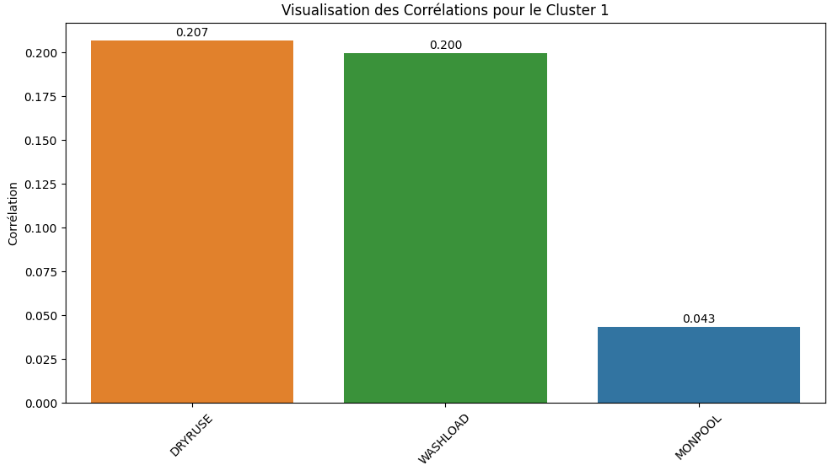 Visualisation des Corrélations pour le Cluster 1
0.207
0.200
0.043
0.200
0.175
0.150
0.125
0.100
0.075
0.050
0.025
0.000
Corrélation
DRYRUSE
WASHLOAD
MONPOOL